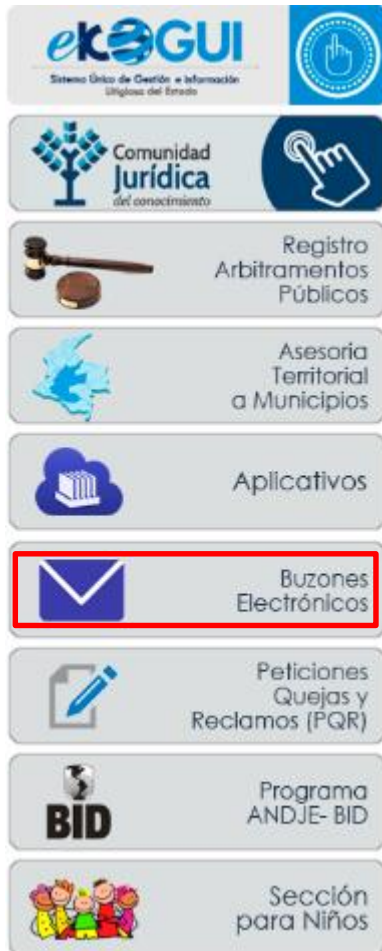 eKOGUI
Sistema Único de Gestión e Información
Litigiosa del Estado
Comunidad
Jurídica
del conocimiento
Registro
Arbitramentos
Públicos
Asesoria
Territorial
a Municipios
Aplicativos
Buzones
Electrónicos
Peticiones
Quejas y
Reclamos (PQR)
BID
Programa
ANDJE- BID
Sección
para Niños